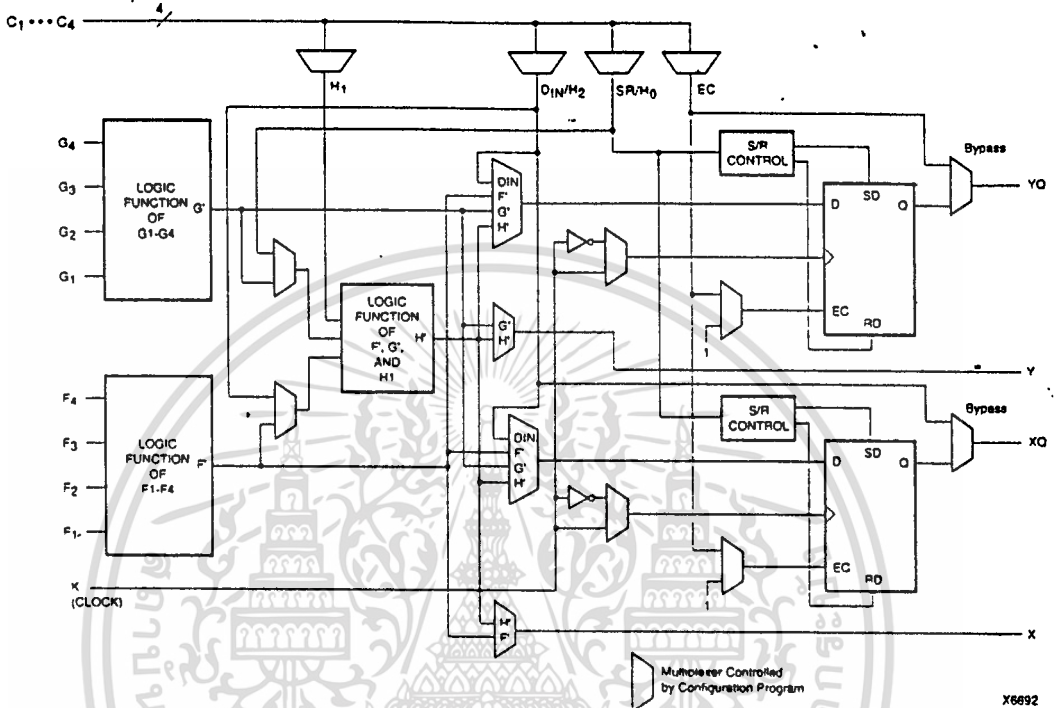 C1 ••• C4
4
H1
DIN/H2
SR/H0
EC
G4
G3
G2
G1
LOGIC
FUNCTION
OF
G1-G4
G'
DIN
F'
G'
H'
S/R
CONTROL
D
SD
Q
EC
RD
1
Bypass
YQ
LOGIC
FUNCTION
OF
F', G',
AND
H1
H'
G'
H'
Y
F4
F3
F2
F1
LOGIC
FUNCTION
OF
F1-F4
F'
DIN
F'
G'
H'
S/R
CONTROL
D
SD
Q
EC
RD
1
Bypass
XQ
K
(CLOCK)
H'
F'
X
Multiplexer Controlled
by Configuration Program
X6692